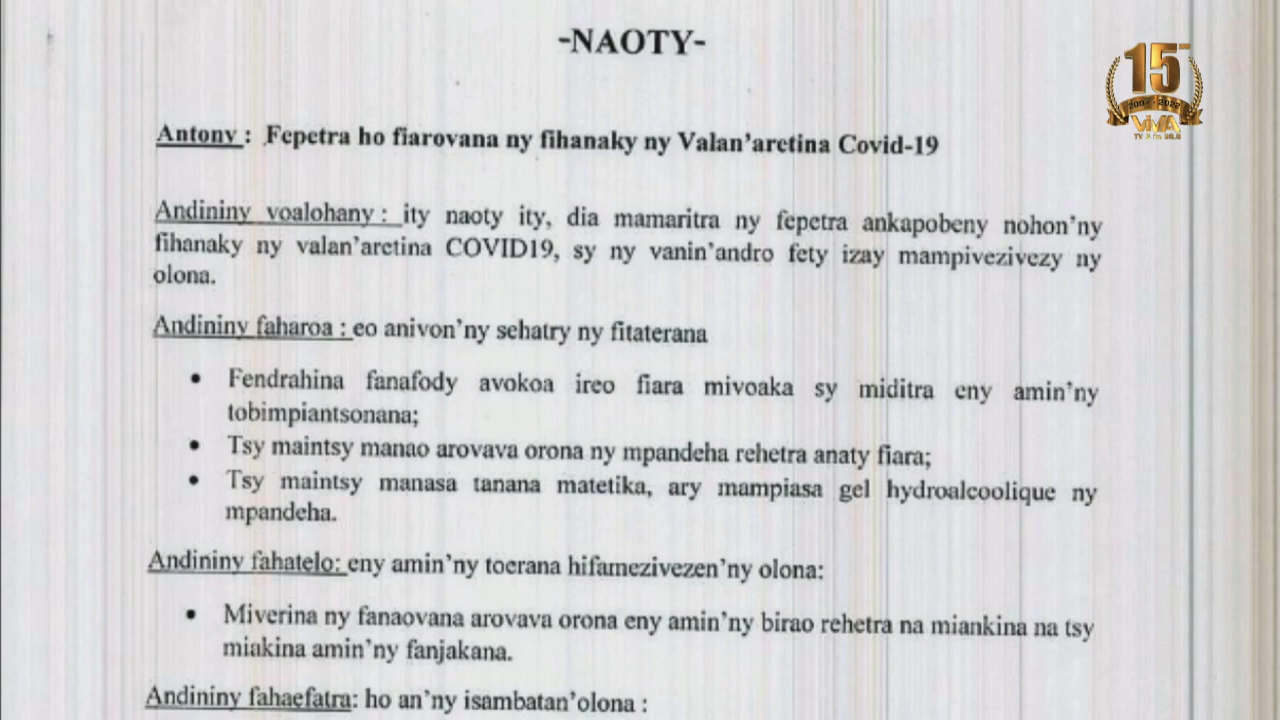 -NAOTY-
15
2007 - 2022
VIVA
Antony : Fepetra ho fiarovana ny fihanaky ny Valan'aretina Covid-19
Andininy voalohany : ity naoty ity, dia mamaritra ny fepetra ankapobeny nohon'ny
fihanaky ny valan'aretina COVID19, sy ny vanin'andro fety izay mampivezivezy ny
olona.
Andininy faharoa : eo anivon'ny sehatry ny fitaterana
• Fendrahina fanafody avokoa ireo fiara mivoaka sy miditra eny amin'ny
tobimpiantsonana;
• Tsy maintsy manao arovava orona ny mpandeha rehetra anaty fiara;
• Tsy maintsy manasa tanana matetika, ary mampiasa gel hydroalcoolique ny
mpandeha.
Andininy fahatelo: eny amin'ny toerana hifamezivezen'ny olona:
• Miverina ny fanaovana arovava orona eny amin'ny birao rehetra na miankina na tsy
miakina amin'ny fanjakana.
Andininy fahaefatra: ho an'ny isambatan'olona :